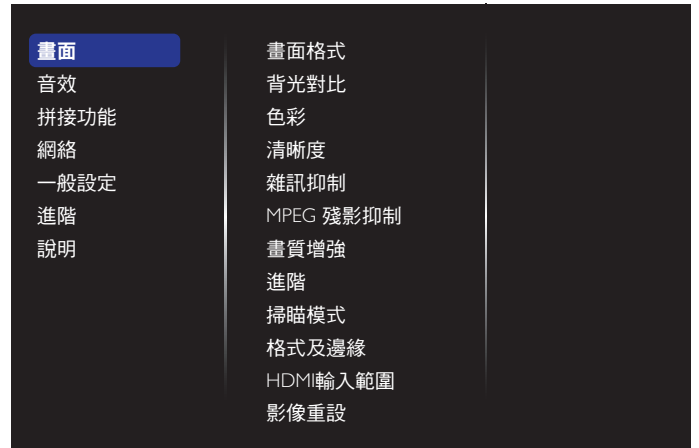 畫面
音效
拼接功能
網絡
一般設定
進階
說明
畫面格式
背光對比
色彩
清晰度
雜訊抑制
MPEG 殘影抑制
畫質增強
進階
掃瞄模式
格式及邊緣
HDMI輸入範圍
影像重設